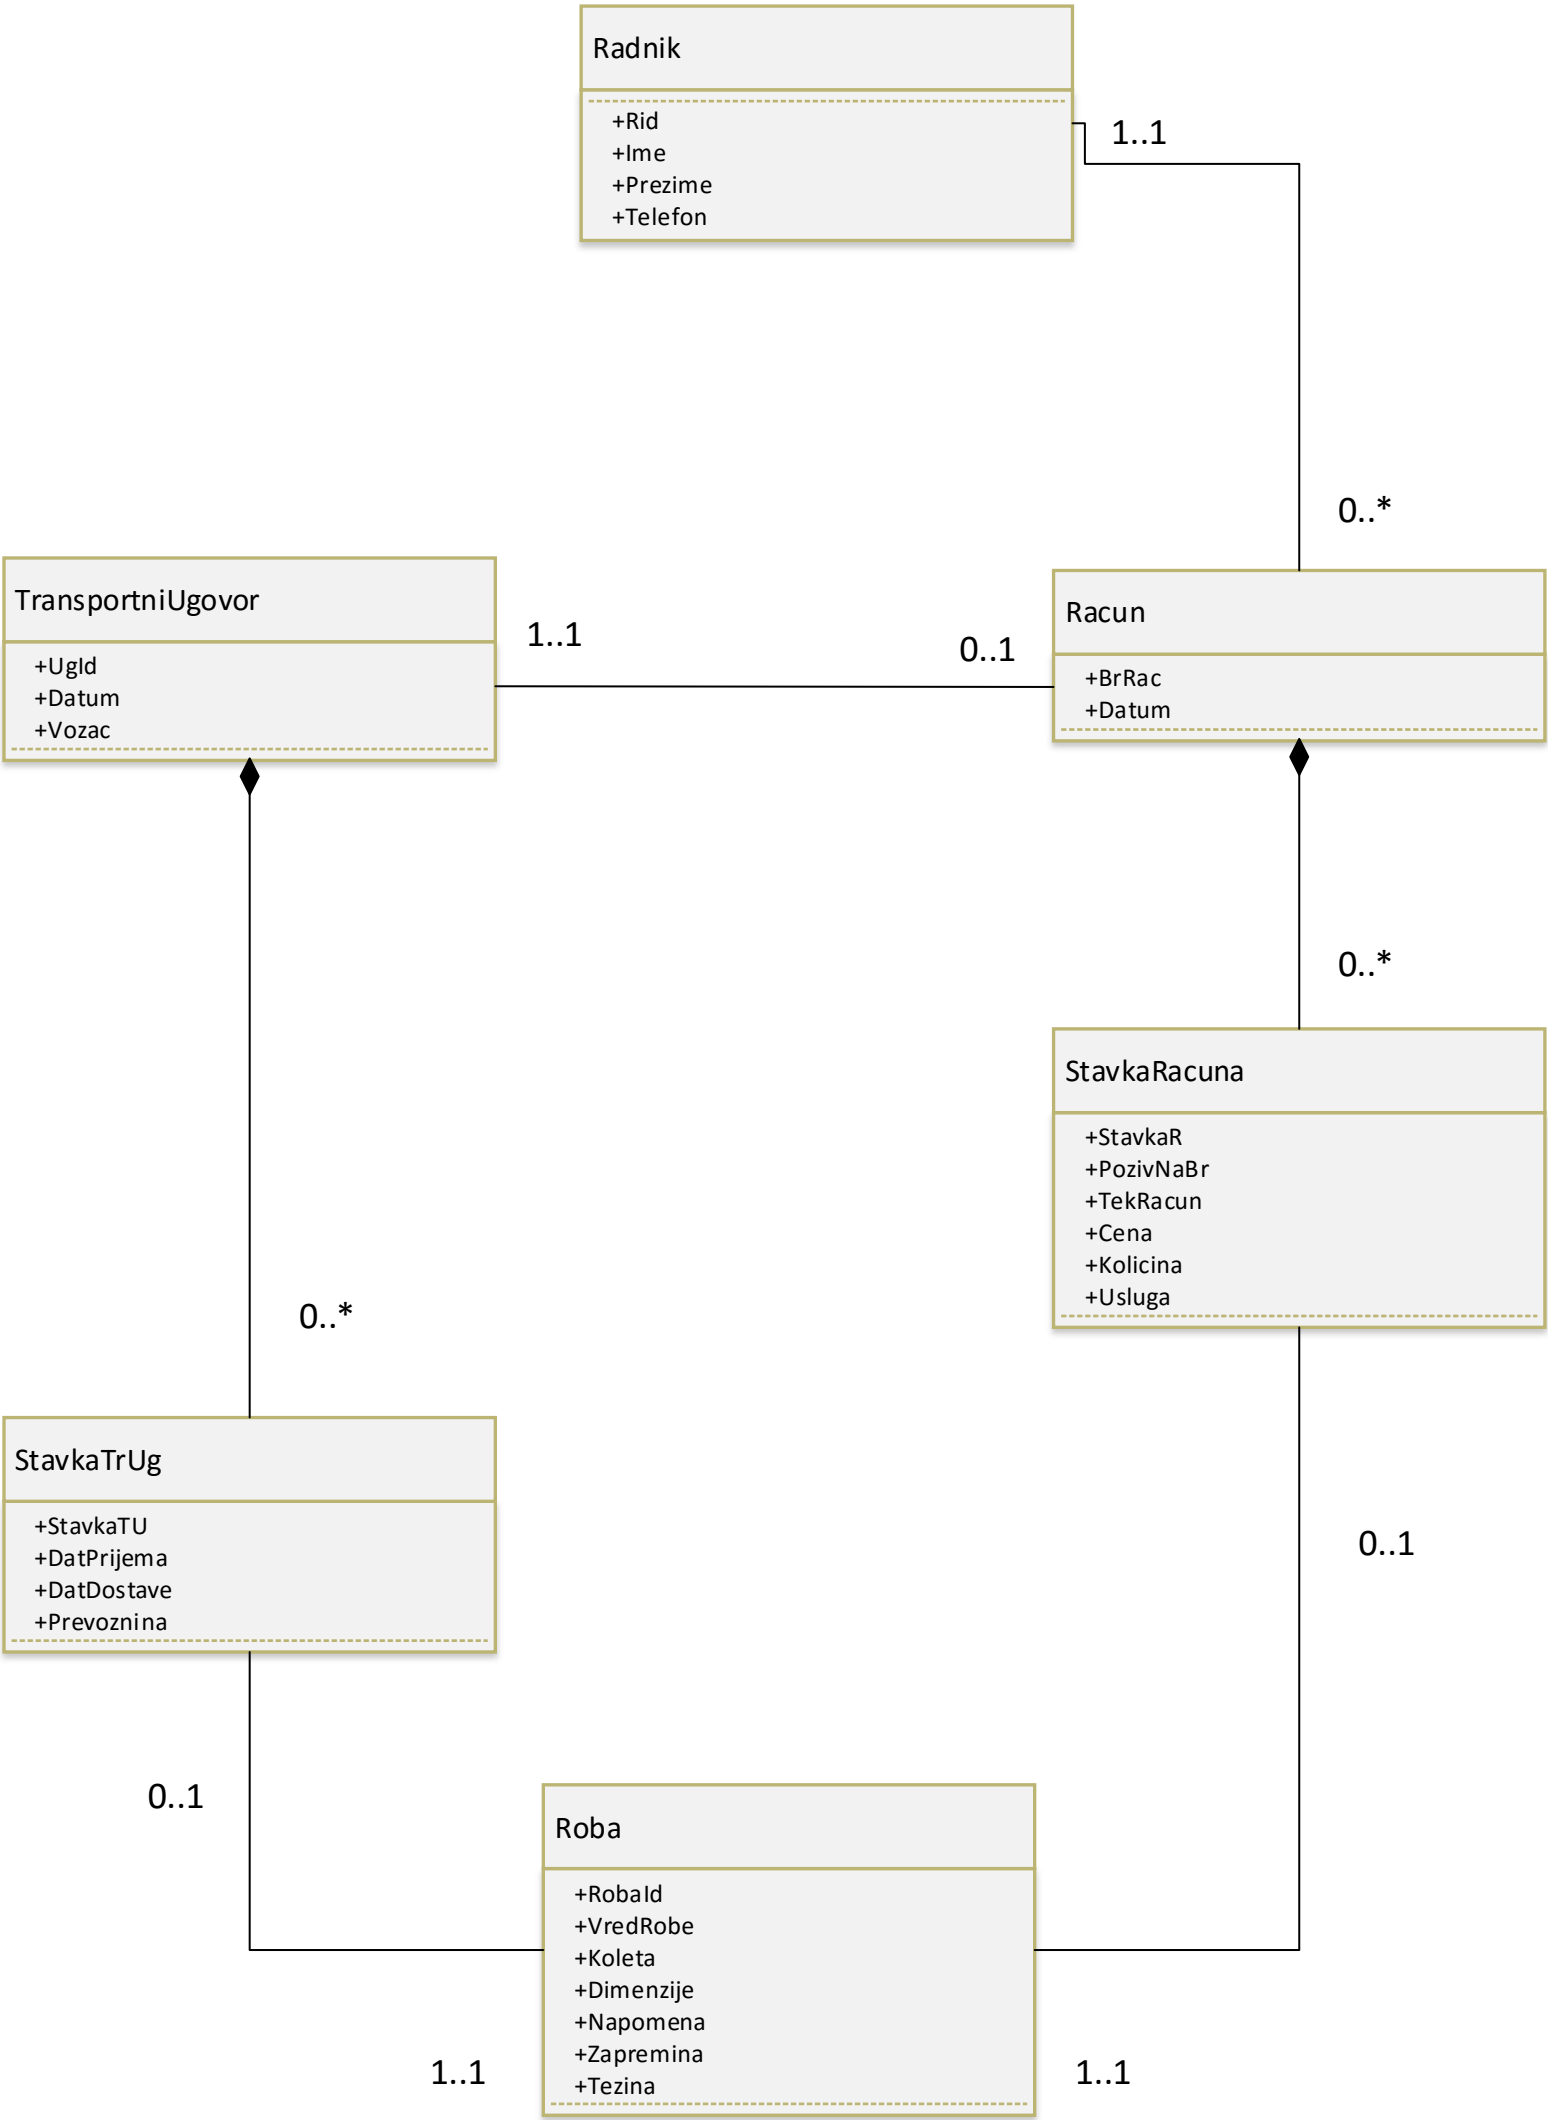 Radnik
+Rid
+Ime
+Prezime
+Telefon
1..1
0..*
TransportniUgovor
+UgId
+Datum
+Vozac
1..1
0..1
Racun
+BrRac
+Datum
0..*
StavkaRacuna
+StavkaR
+PozivNaBr
+TekRacun
+Cena
+Kolicina
+Usluga
0..*
StavkaTrUg
+StavkaTU
+DatPrijema
+DatDostave
+Prevoznina
0..1
0..1
Roba
+RobaId
+VredRobe
+Koleta
+Dimenzije
+Napomena
+Zapremina
+Tezina
1..1
1..1